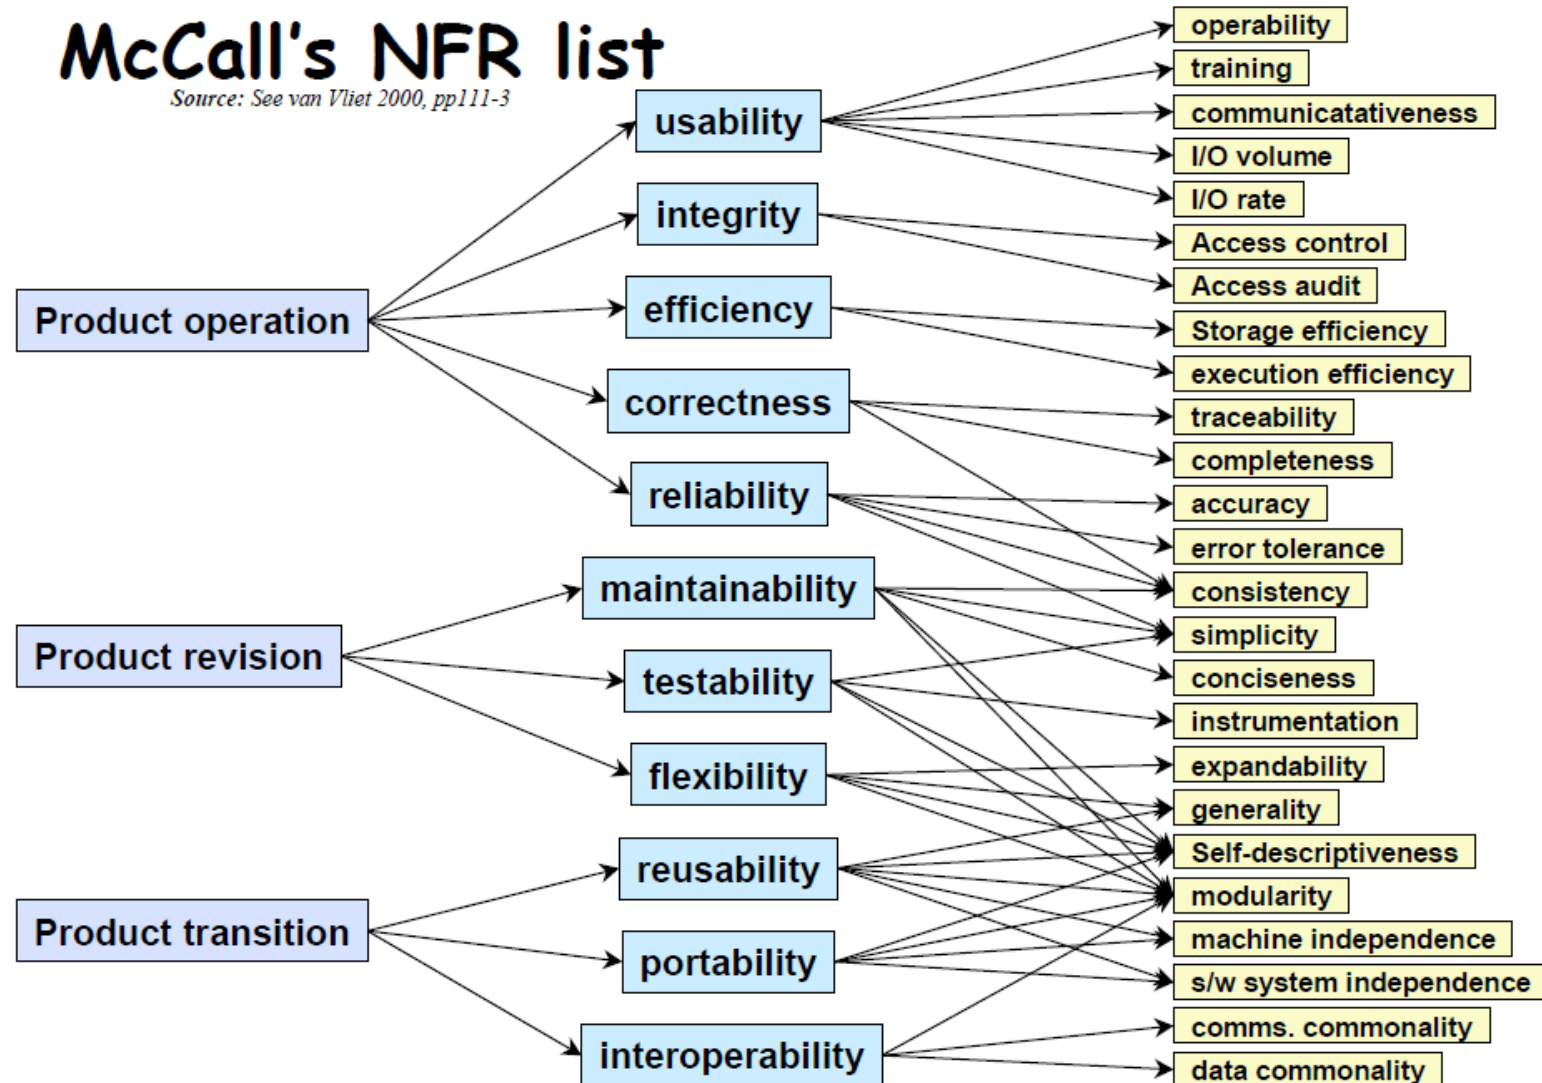 McCall's NFR list
Source: See van Vliet 2000, pp111-3
Product operation
Product revision
Product transition
usability
integrity
efficiency
correctness
reliability
maintainability
testability
flexibility
reusability
portability
interoperability
operability
training
communicatativeness
I/O volume
I/O rate
Access control
Access audit
Storage efficiency
execution efficiency
traceability
completeness
accuracy
error tolerance
consistency
simplicity
conciseness
instrumentation
expandability
generality
Self-descriptiveness
modularity
machine independence
s/w system independence
comms. commonality
data commonality